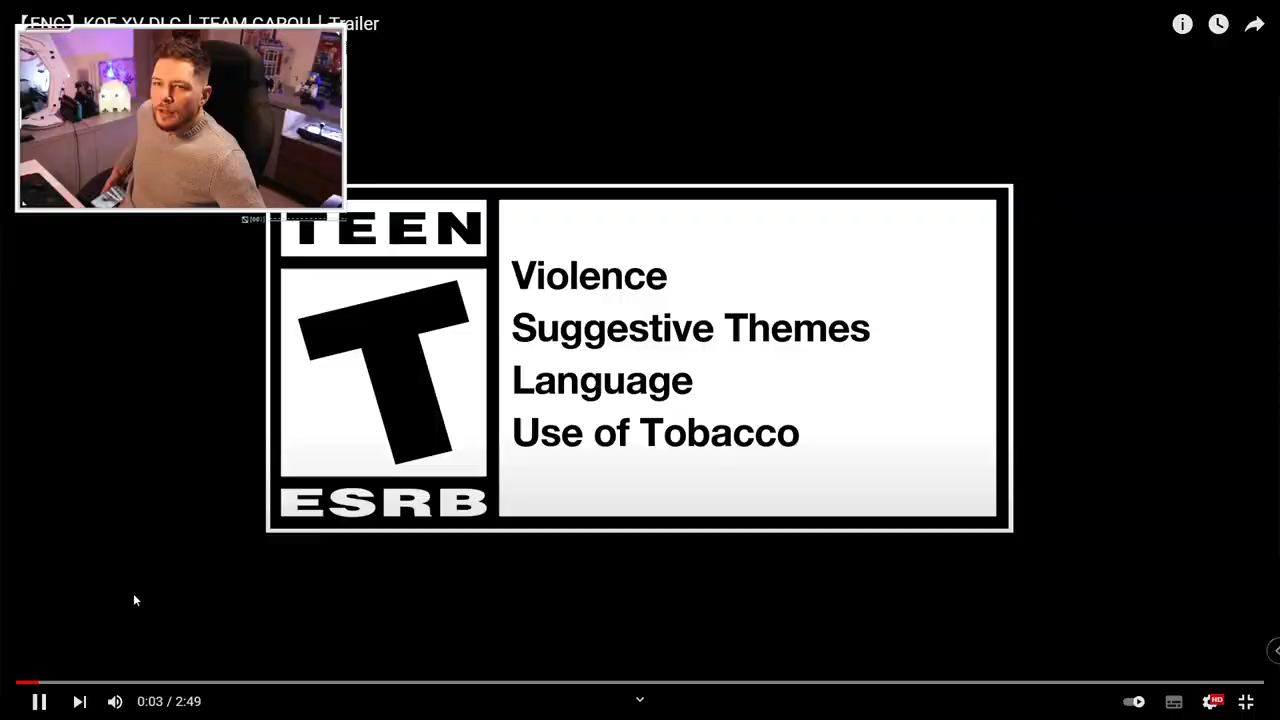 【ENG】KOF XV DLC｜TEAM GAROU｜Trailer
TEEN
T
ESRB
Violence
Suggestive Themes
Language
Use of Tobacco
0:03 / 2:49
HD